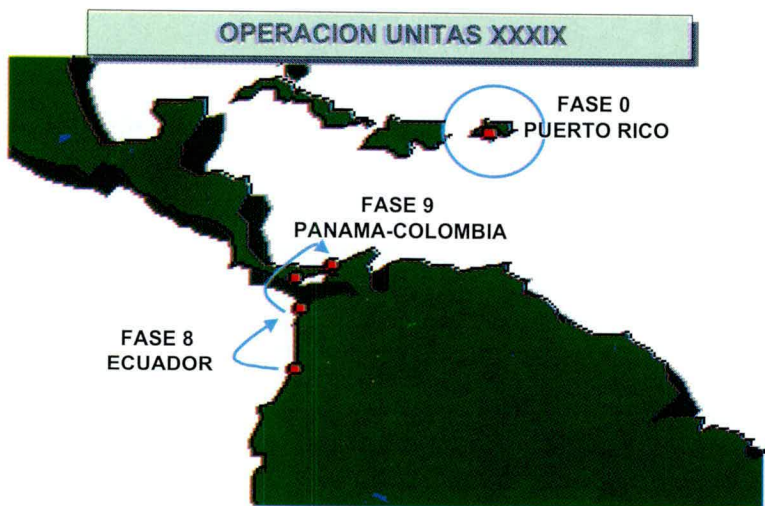 OPERACION UNITAS XXXIX
FASE 0
PUERTO RICO
FASE 9
PANAMA-COLOMBIA
FASE 8
ECUADOR